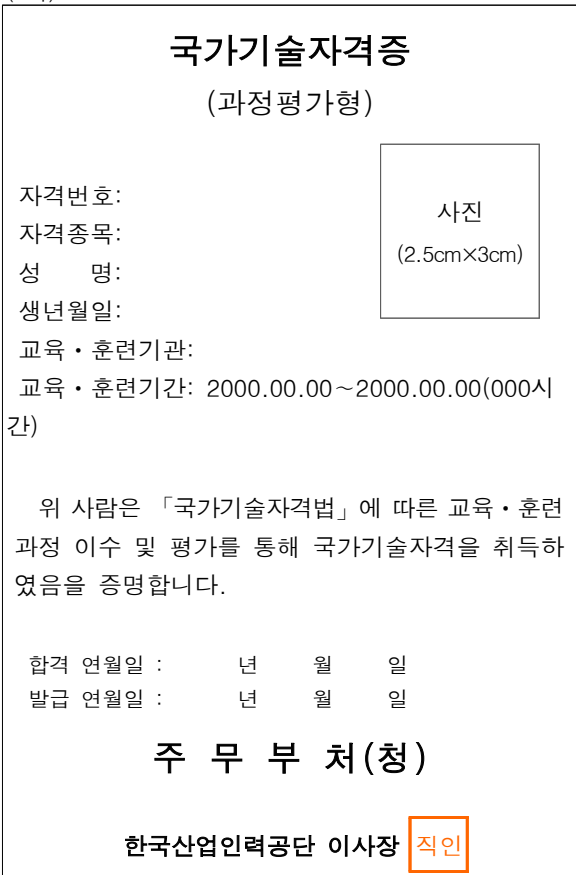 국가기술자격증
(과정평가형)
사진
(2.5cm×3cm)
자격번호:
자격종목:
성 명:
생년월일:
교육・훈련기관:
교육・훈련기간: 2000.00.00～2000.00.00(000시
간)
위 사람은 「국가기술자격법」에 따른 교육・훈련
과정 이수 및 평가를 통해 국가기술자격을 취득하
였음을 증명합니다.
합격 연월일 : 년 월 일
발급 연월일 : 년 월 일
주 무 부 처(청)
한국산업인력공단 이사장 직인